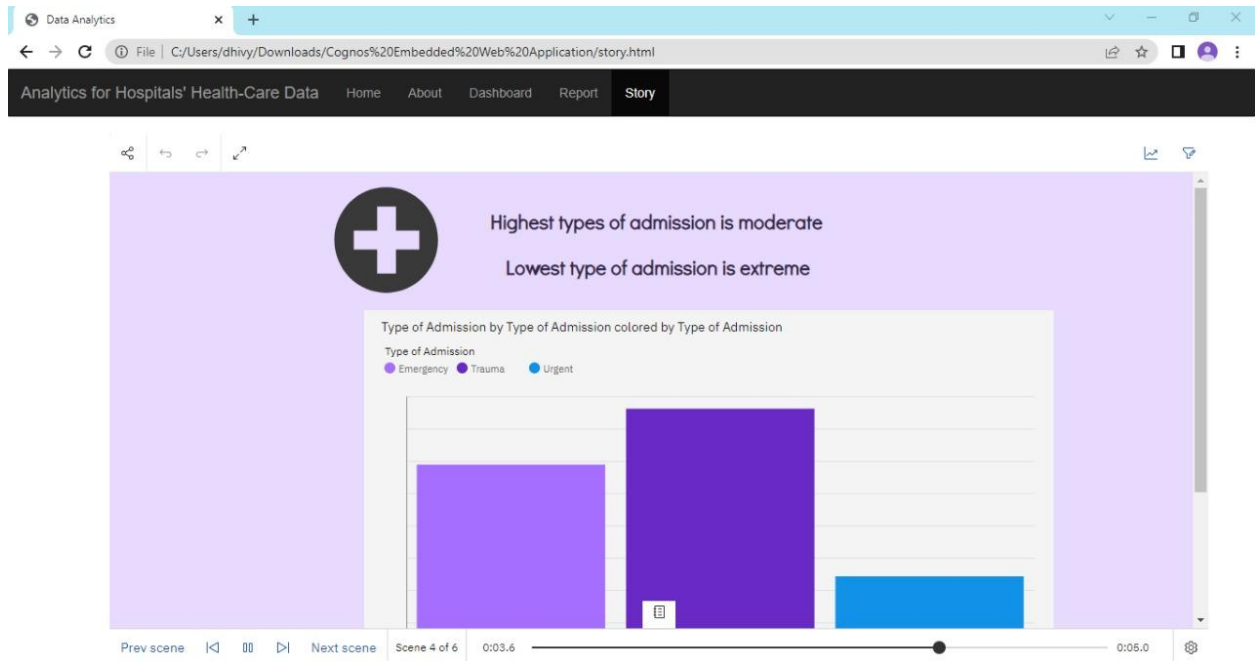 Data Analytics
File | C:/Users/dhivy/Downloads/Cognos%20Embedded%20Web%20Application/story.html
Analytics for Hospitals' Health-Care Data Home About Dashboard Report Story
Highest types of admission is moderate
Lowest type of admission is extreme
Type of Admission by Type of Admission colored by Type of Admission
Type of Admission
Emergency Trauma Urgent
Prev scene Next scene Scene 4 of 6 0:03.6 0:05.0